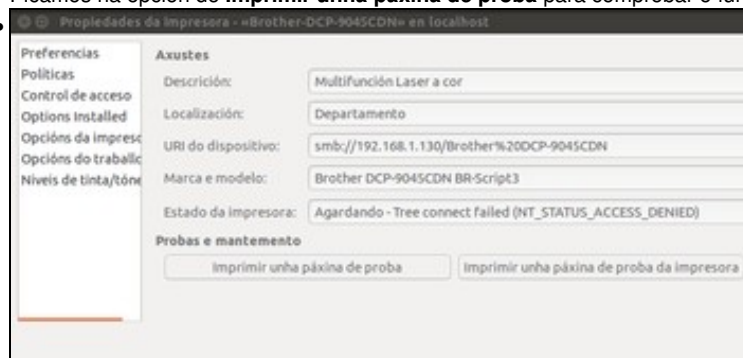 Picamos na opción de Imprimir unha páxina de proba para comprobar o fun
Propiedades da impresora - «Brother-DCP-9045CDN» en localhost
Preferencias
Políticas
Control de acceso
Options Installed
Opcións da impreso
Opcións do traballo
Niveis de tinta/tóne
Axustes
Descrición: Multifunción Laser a cor
Localización: Departamento
URI do dispositivo: smb://192.168.1.130/Brother%20DCP-9045CDN
Marca e modelo: Brother DCP-9045CDN BR-Script3
Estado da impresora: Agardando - Tree connect failed (NT_STATUS_ACCESS_DENIED)
Probas e mantemento
Imprimir unha páxina de proba Imprimir unha páxina de proba da impresora